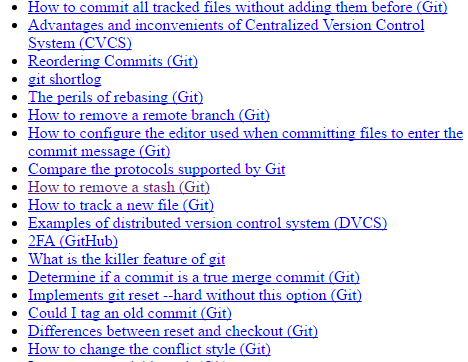 How to commit all tracked files without adding them before (Git)
Advantages and inconvenients of Centralized Version Control
System (CVCS)
Reordering Commits (Git)
git shortlog
The perils of rebasing (Git)
How to remove a remote branch (Git)
How to configure the editor used when committing files to enter the
commit message (Git)
Compare the protocols supported by Git
How to remove a stash (Git)
How to track a new file (Git)
Examples of distributed version control system (DVCS)
2FA (GitHub)
What is the killer feature of git
Determine if a commit is a true merge commit (Git)
Implements git reset --hard without this option (Git)
Could I tag an old commit (Git)
Differences between reset and checkout (Git)
How to change the conflict style (Git)